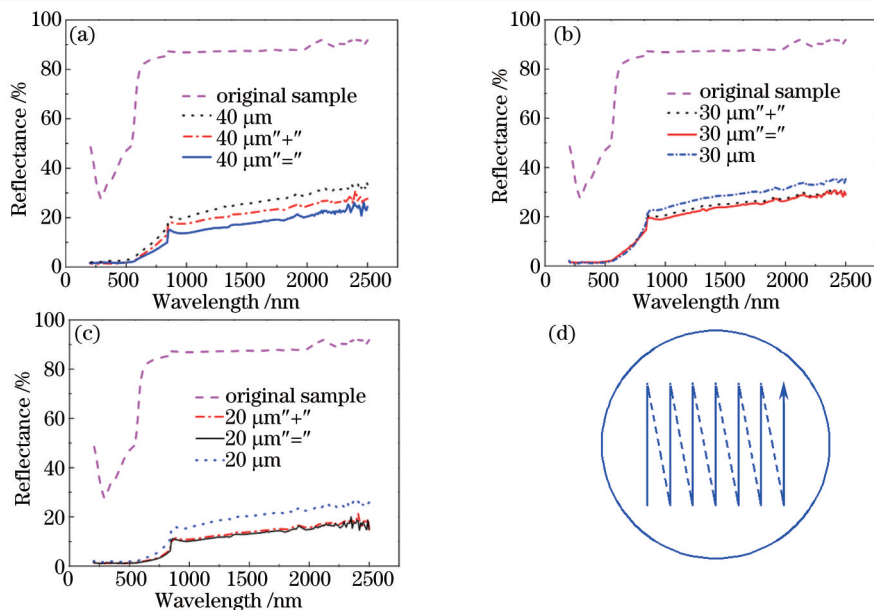 (a)
100
80
60
40
20
0
Reflectance /%
original sample
40 μm
40 μm″+″
40 μm″=″
0 500 1000 1500 2000 2500
Wavelength /nm
(b)
100
80
60
40
20
0
Reflectance /%
original sample
30 μm″+″
30 μm″=″
30 μm
0 500 1000 1500 2000 2500
Wavelength /nm
(c)
100
80
60
40
20
0
Reflectance /%
original sample
20 μm″+″
20 μm″=″
20 μm
0 500 1000 1500 2000 2500
Wavelength /nm
(d)